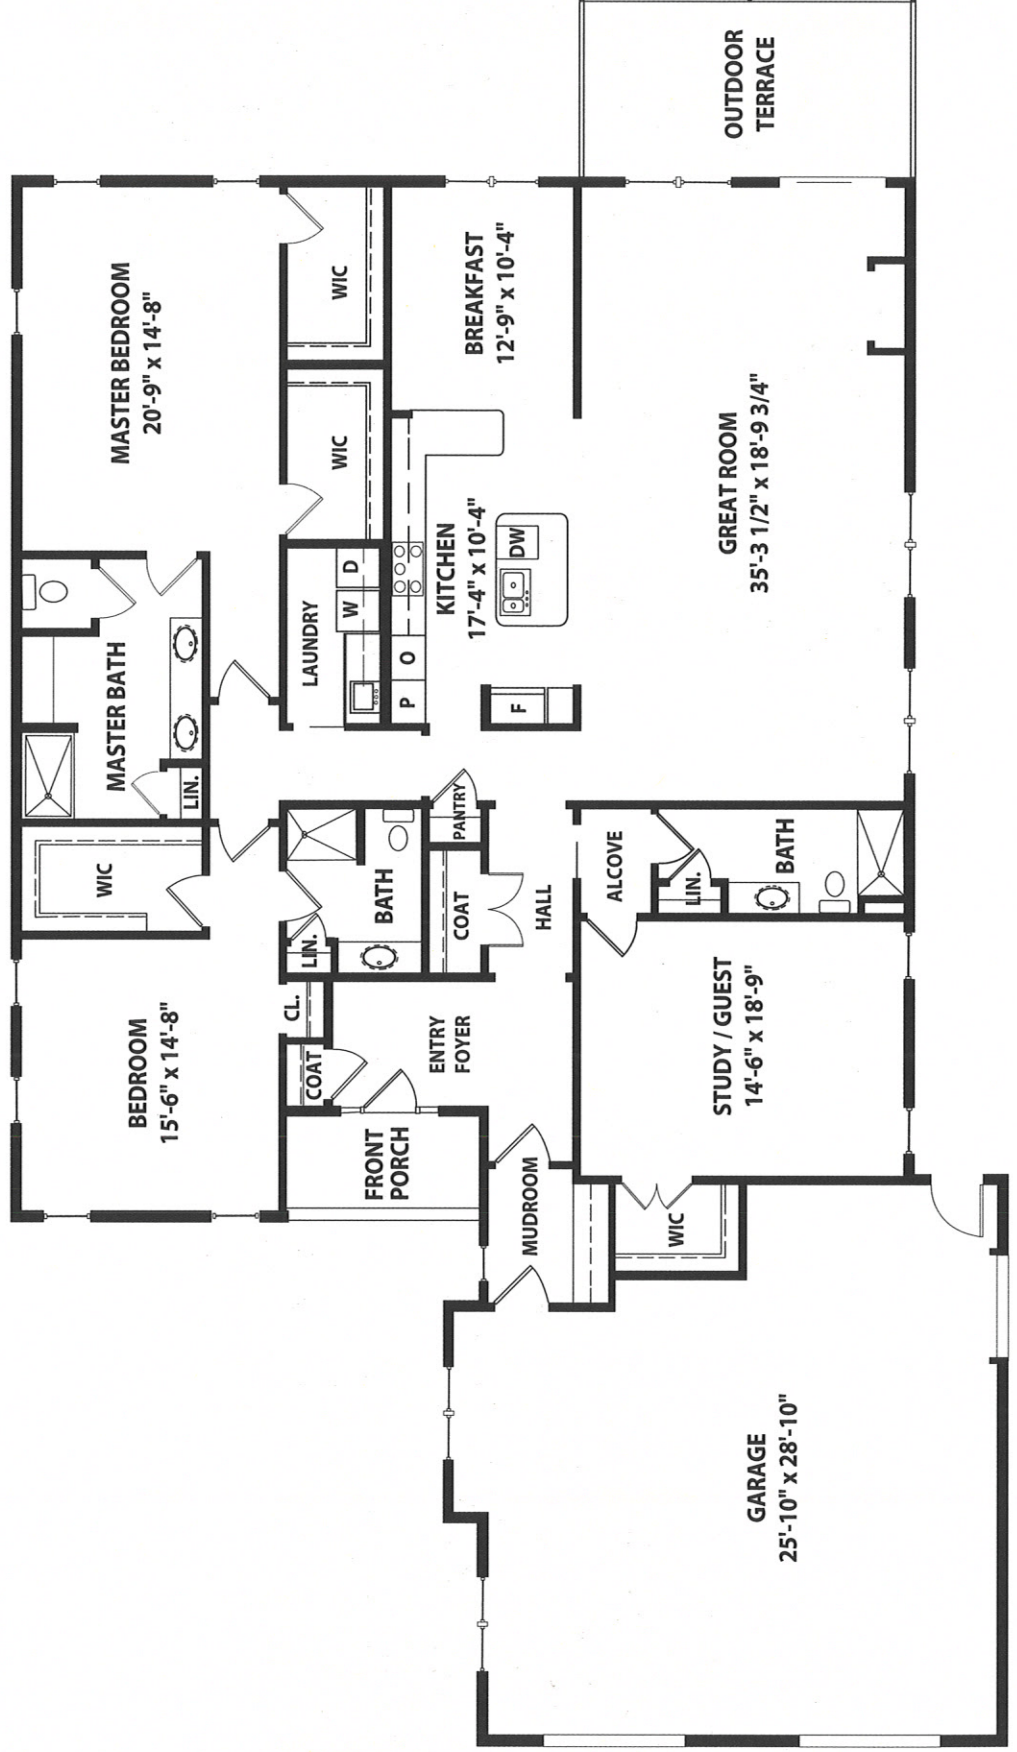 OUTDOOR
TERRACE
MASTER BEDROOM
20'-9" x 14'-8"
WIC
BREAKFAST
12'-9" x 10'-4"
WIC
GREAT ROOM
35'-3 1/2" x 18'-9 3/4"
KITCHEN
17'-4" x 10'-4"
DW
D
W
LAUNDRY
O
P
F
MASTER BATH
LIN.
PANTRY
WIC
BATH
LIN.
COAT
HALL
ALCOVE
LIN.
BATH
BEDROOM
15'-6" x 14'-8"
CL.
COAT
ENTRY
FOYER
STUDY / GUEST
14'-6" x 18'-9"
FRONT
PORCH
MUDROOM
WIC
GARAGE
25'-10" x 28'-10"